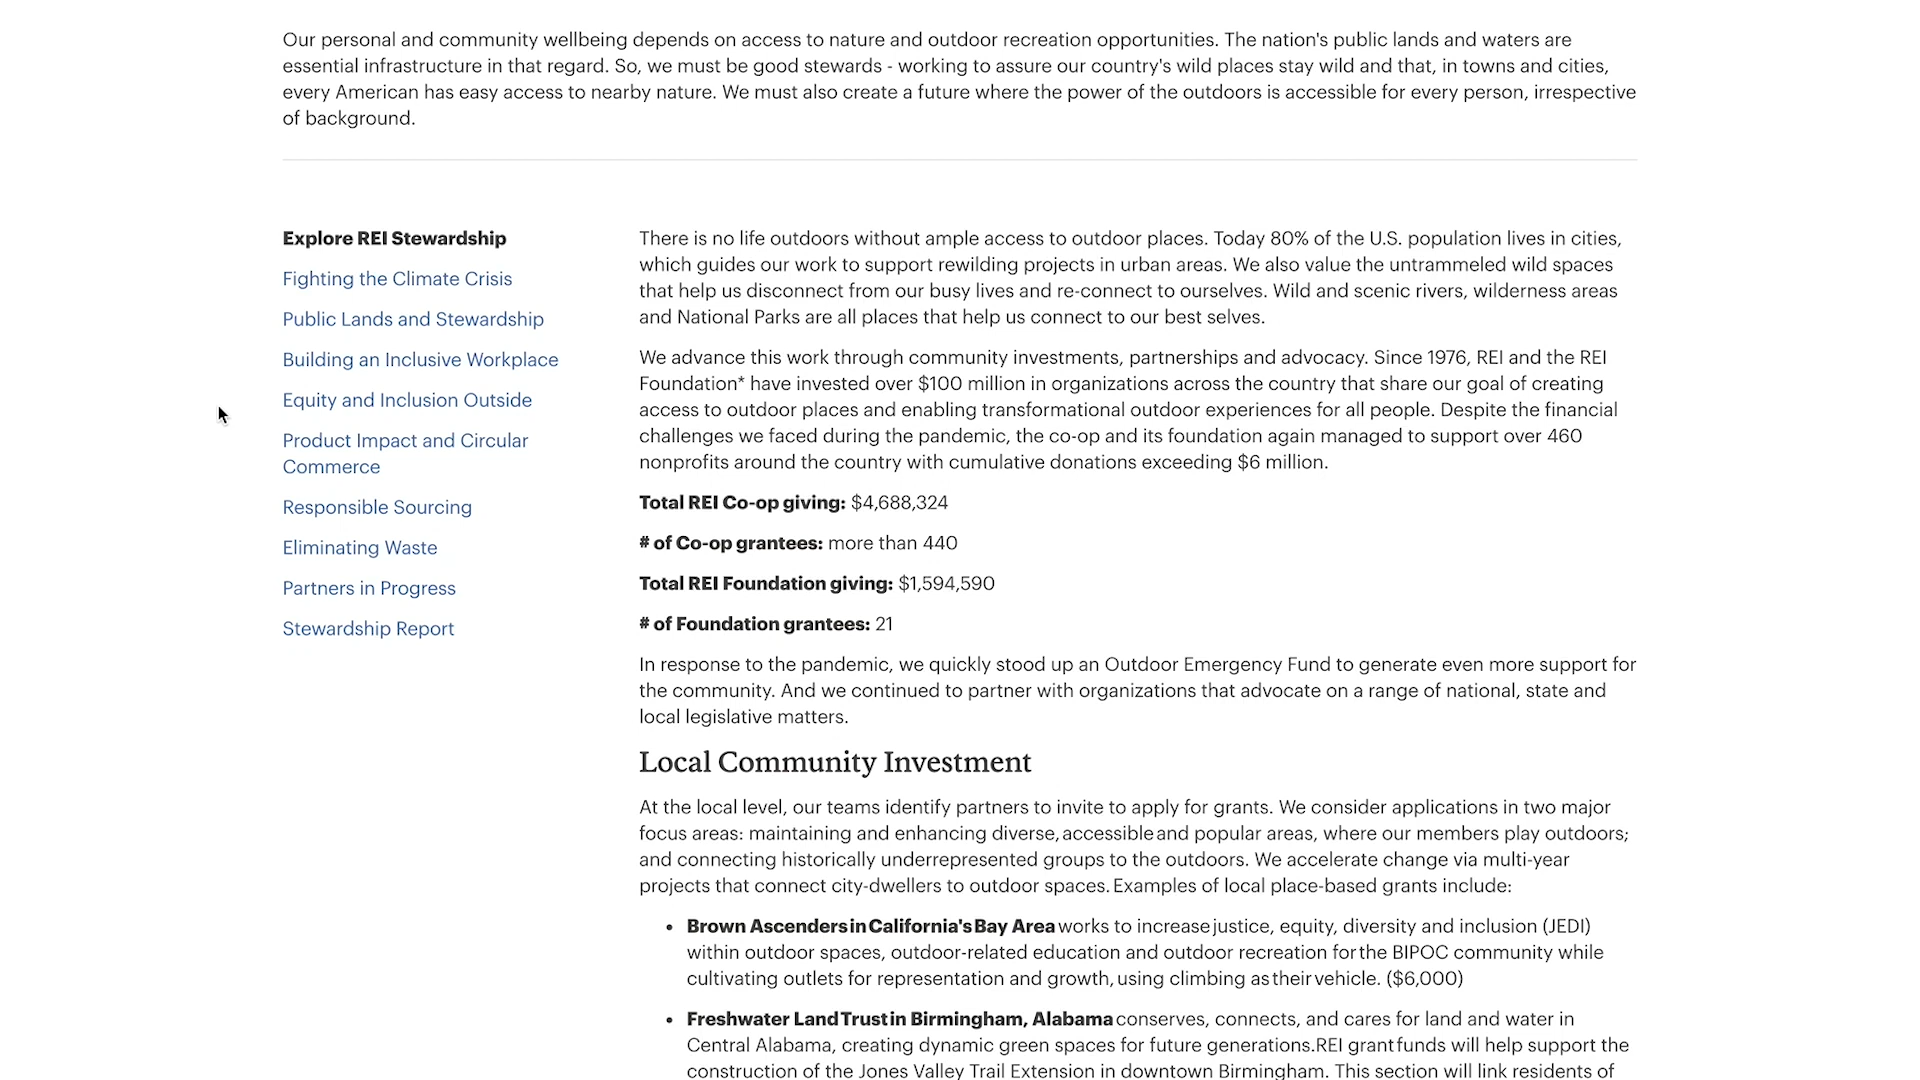 Our personal and community wellbeing depends on access to nature and outdoor recreation opportunities. The nation's public lands and waters are
essential infrastructure in that regard. So, we must be good stewards - working to assure our country's wild places stay wild and that, in towns and cities,
every American has easy access to nearby nature. We must also create a future where the power of the outdoors is accessible for every person, irrespective
of background.
Explore REI Stewardship
Fighting the Climate Crisis
Public Lands and Stewardship
Building an Inclusive Workplace
Equity and Inclusion Outside
Product Impact and Circular
Commerce
Responsible Sourcing
Eliminating Waste
Partners in Progress
Stewardship Report
There is no life outdoors without ample access to outdoor places. Today 80% of the U.S. population lives in cities,
which guides our work to support rewilding projects in urban areas. We also value the untrammeled wild spaces
that help us disconnect from our busy lives and re-connect to ourselves. Wild and scenic rivers, wilderness areas
and National Parks are all places that help us connect to our best selves.
We advance this work through community investments, partnerships and advocacy. Since 1976, REI and the REI
Foundation* have invested over $100 million in organizations across the country that share our goal of creating
access to outdoor places and enabling transformational outdoor experiences for all people. Despite the financial
challenges we faced during the pandemic, the co-op and its foundation again managed to support over 460
nonprofits around the country with cumulative donations exceeding $6 million.
Total REI Co-op giving: $4,688,324
# of Co-op grantees: more than 440
Total REI Foundation giving: $1,594,590
# of Foundation grantees: 21
In response to the pandemic, we quickly stood up an Outdoor Emergency Fund to generate even more support for
the community. And we continued to partner with organizations that advocate on a range of national, state and
local legislative matters.
Local Community Investment
At the local level, our teams identify partners to invite to apply for grants. We consider applications in two major
focus areas: maintaining and enhancing diverse, accessible and popular areas, where our members play outdoors;
and connecting historically underrepresented groups to the outdoors. We accelerate change via multi-year
projects that connect city-dwellers to outdoor spaces. Examples of local place-based grants include:
• Brown Ascenders in California's Bay Area works to increase justice, equity, diversity and inclusion (JEDI)
within outdoor spaces, outdoor-related education and outdoor recreation for the BIPOC community while
cultivating outlets for representation and growth, using climbing as their vehicle. ($6,000)
• Freshwater Land Trust in Birmingham, Alabama conserves, connects, and cares for land and water in
Central Alabama, creating dynamic green spaces for future generations.REI grant funds will help support the
construction of the Jones Valley Trail Extension in downtown Birmingham. This section will link residents of